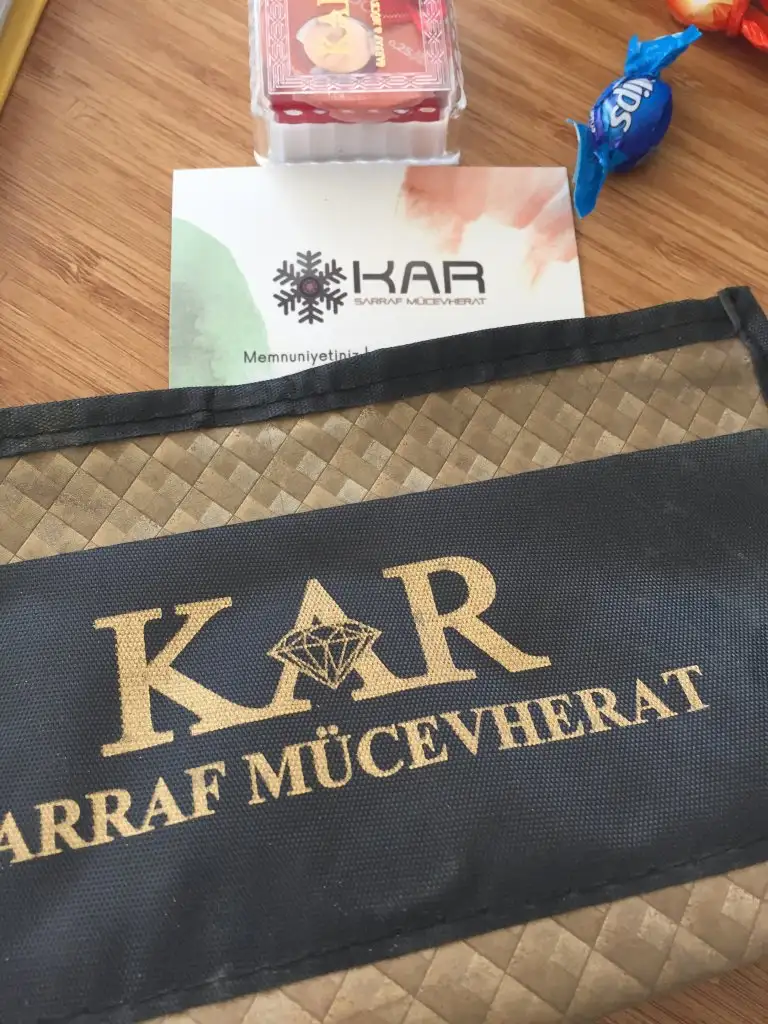 KAR
SARRAF MÜCEVHERAT
Memnuniyetiniz
KAR
ARRAF MÜCEVHERAT